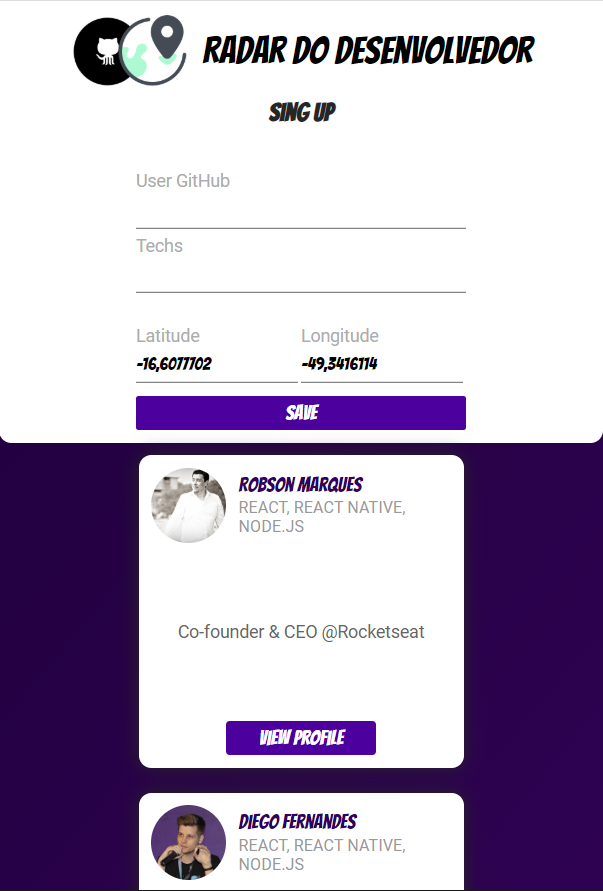 RADAR DO DESENVOLVEDOR
SING UP
User GitHub
Techs
Latitude Longitude
-16,6077702 -49,3416114
SAVE
ROBSON MARQUES
REACT, REACT NATIVE,
NODE.JS
Co-founder & CEO @Rocketseat
VIEW PROFILE
DIEGO FERNANDES
REACT, REACT NATIVE,
NODE.JS